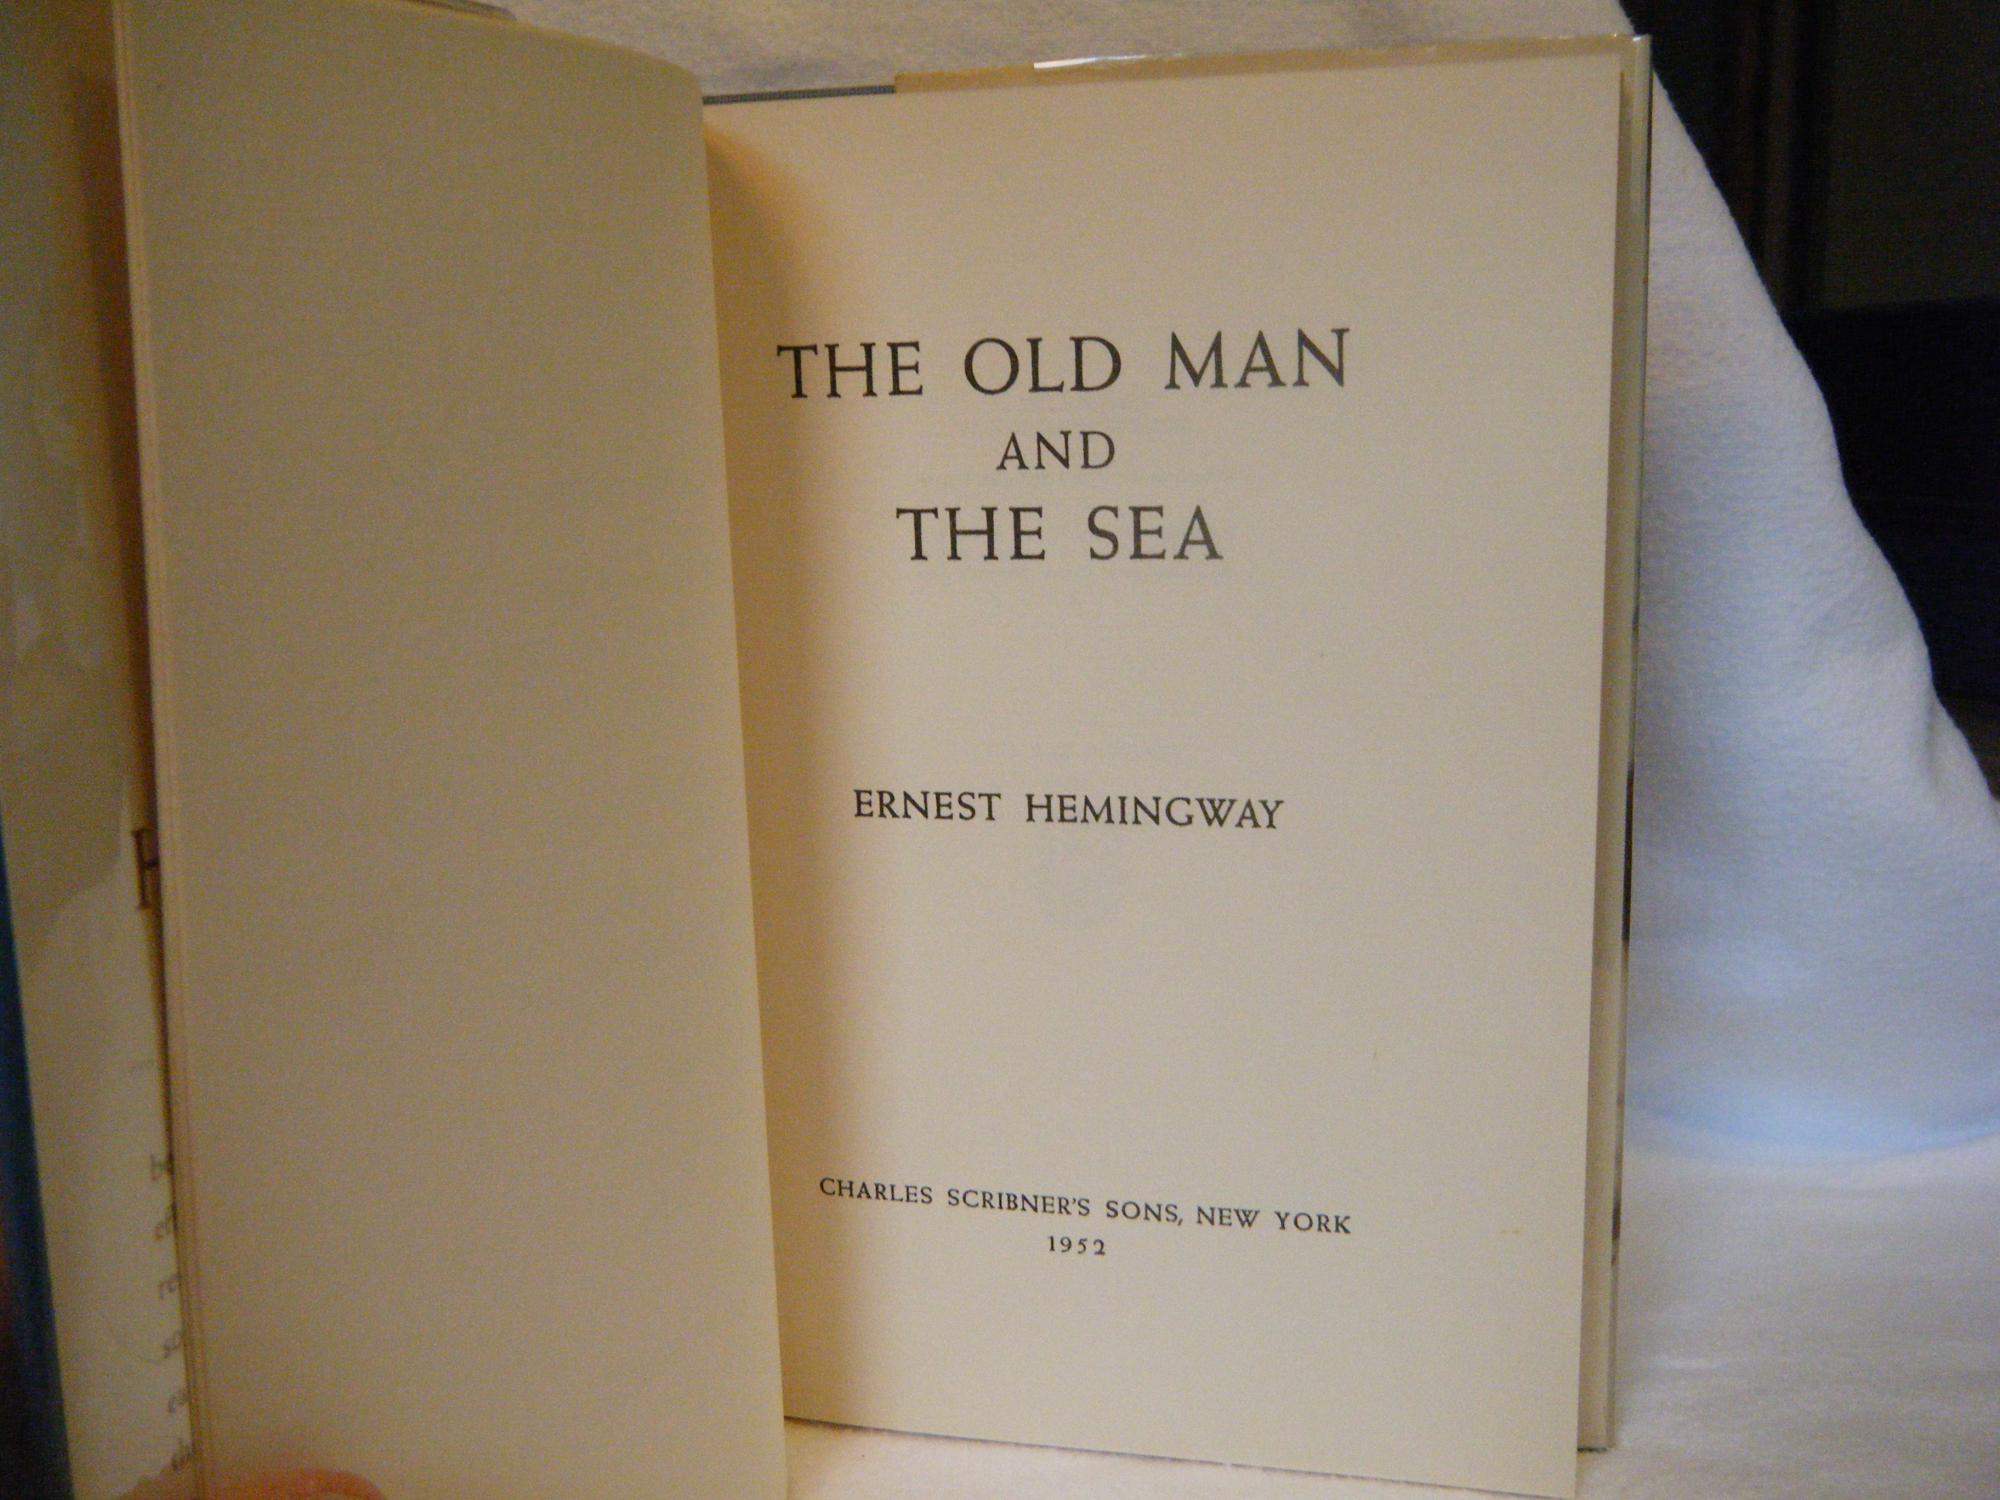 THE OLD MAN
AND
THE SEA
ERNEST HEMINGWAY
CHARLES SCRIBNER'S SONS, NEW YORK
1952